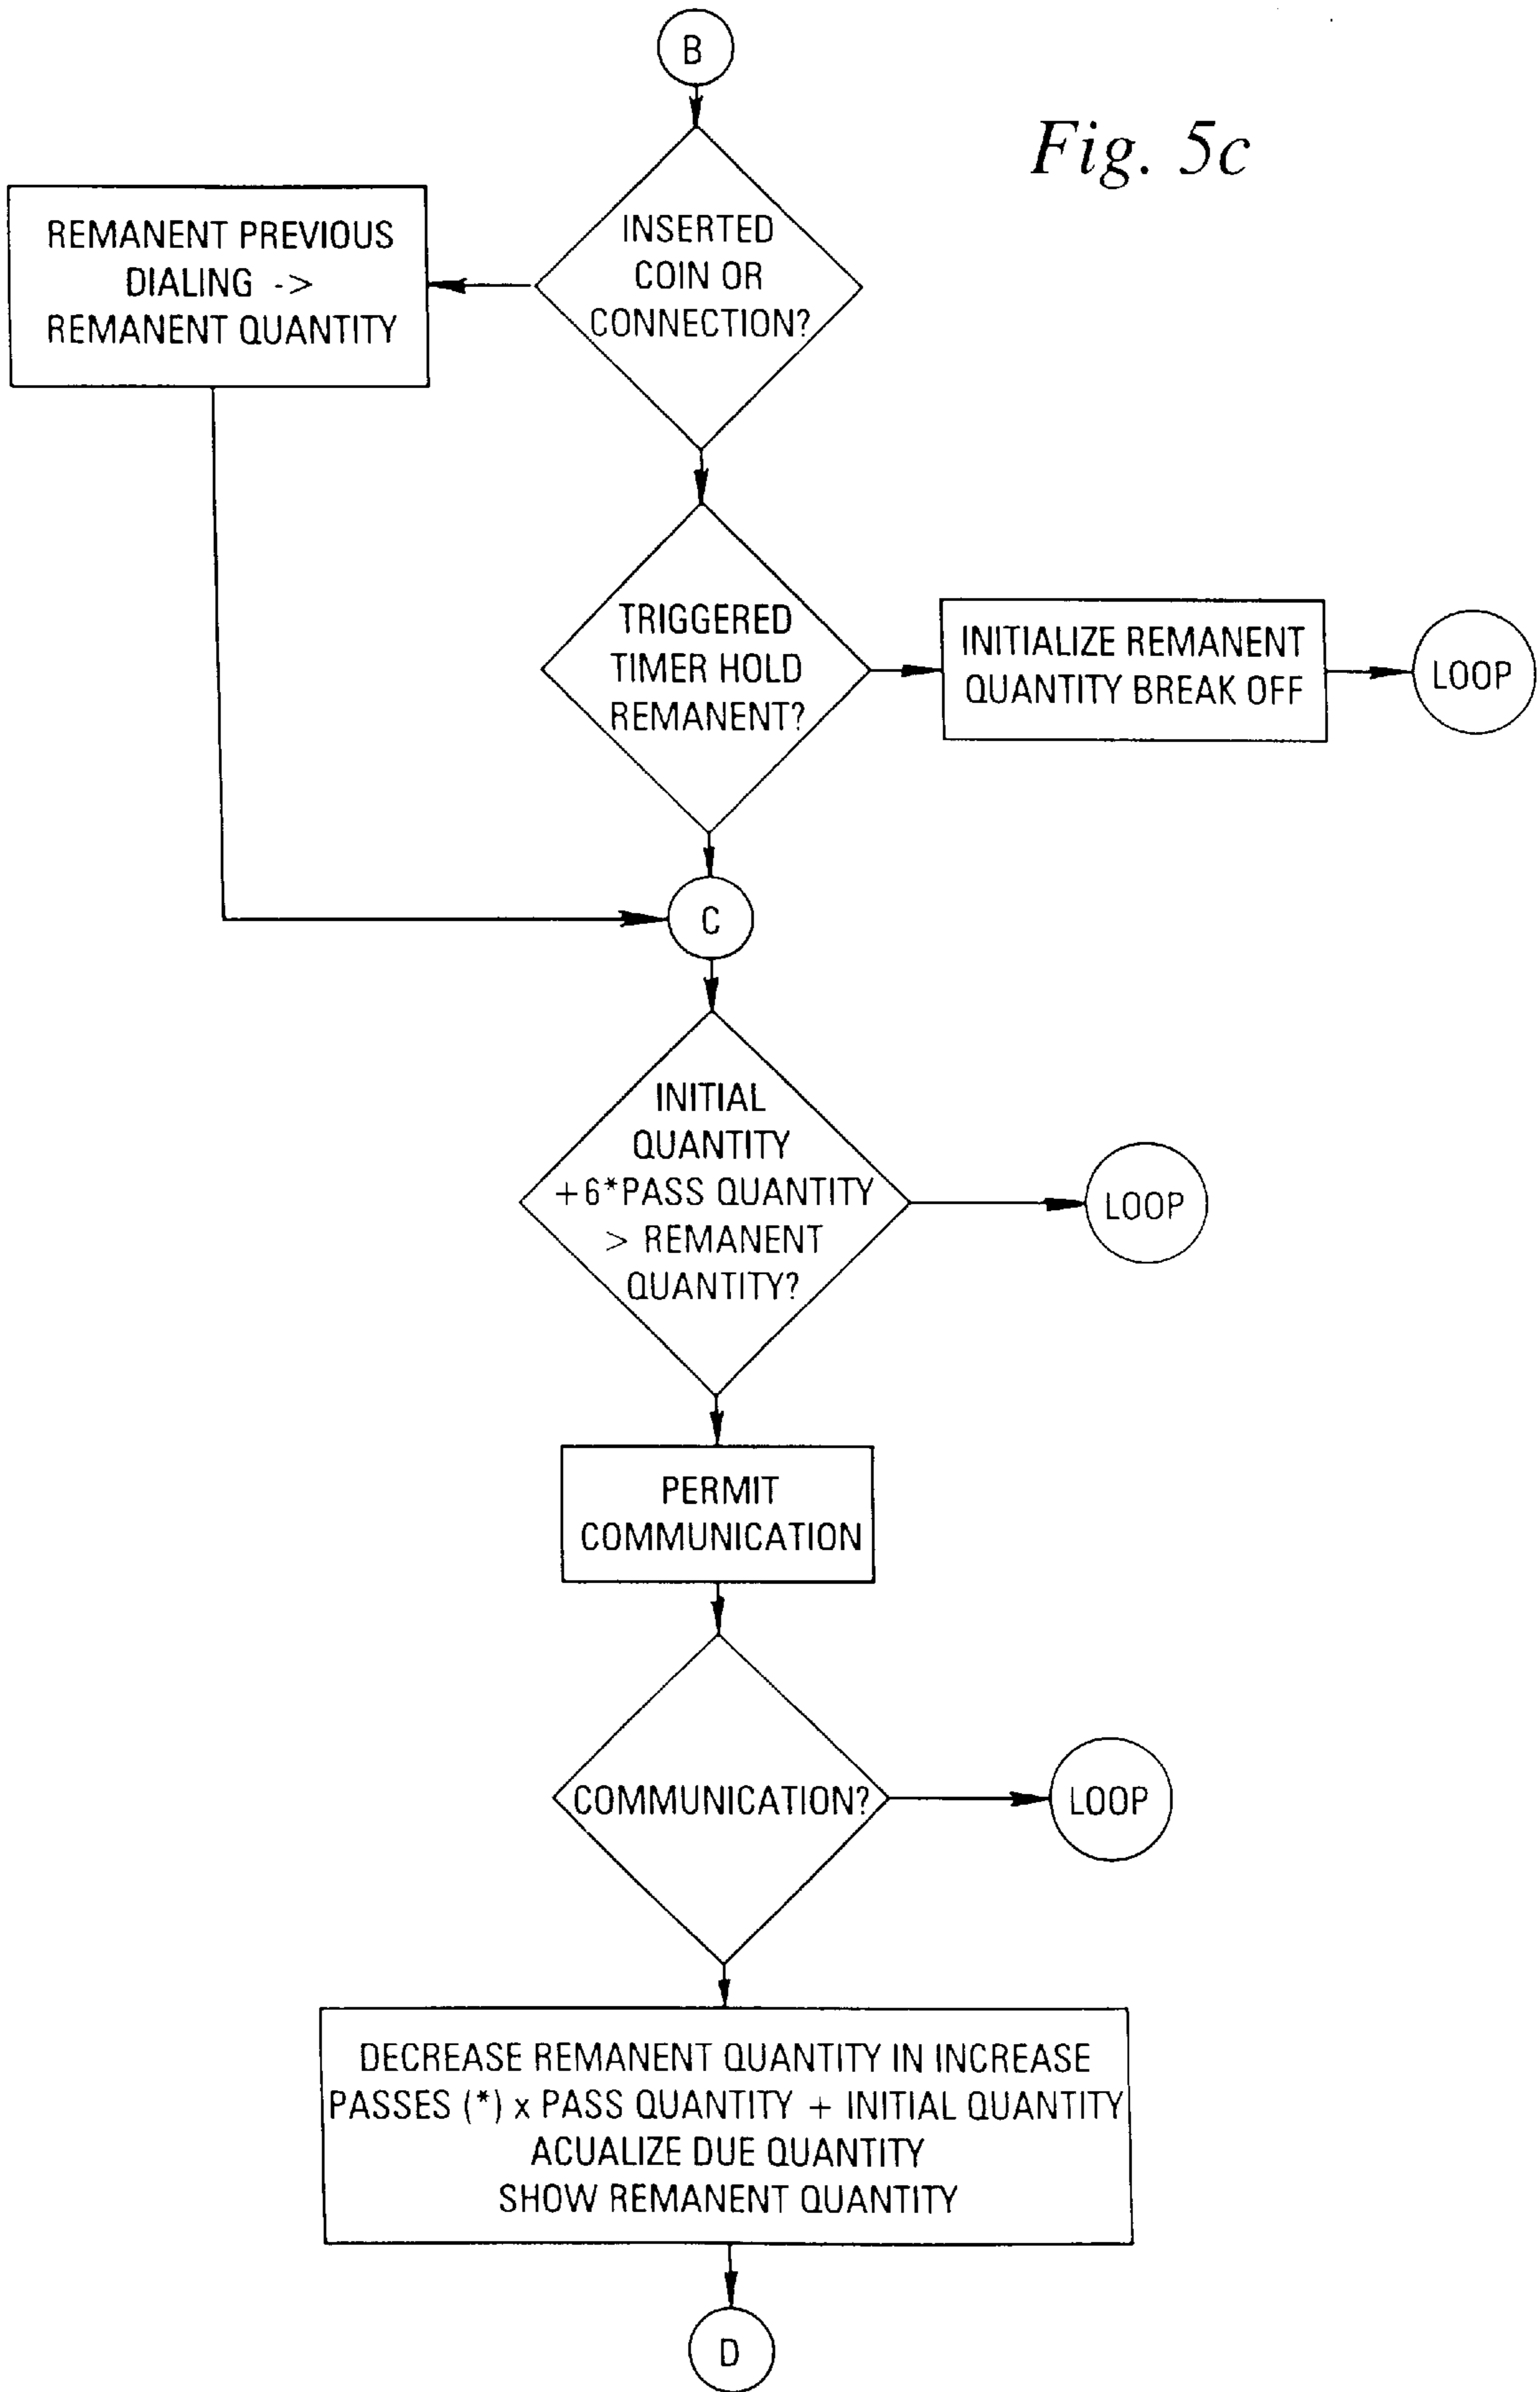 B
Fig. 5c
INSERTED
COIN OR
CONNECTION?
REMANENT PREVIOUS
DIALING ->
REMANENT QUANTITY
TRIGGERED
TIMER HOLD
REMANENT?
INITIALIZE REMANENT
QUANTITY BREAK OFF
LOOP
C
INITIAL
QUANTITY
+6*PASS QUANTITY
> REMANENT
QUANTITY?
LOOP
PERMIT
COMMUNICATION
COMMUNICATION?
LOOP
DECREASE REMANENT QUANTITY IN INCREASE
PASSES (*) x PASS QUANTITY + INITIAL QUANTITY
ACUALIZE DUE QUANTITY
SHOW REMANENT QUANTITY
D